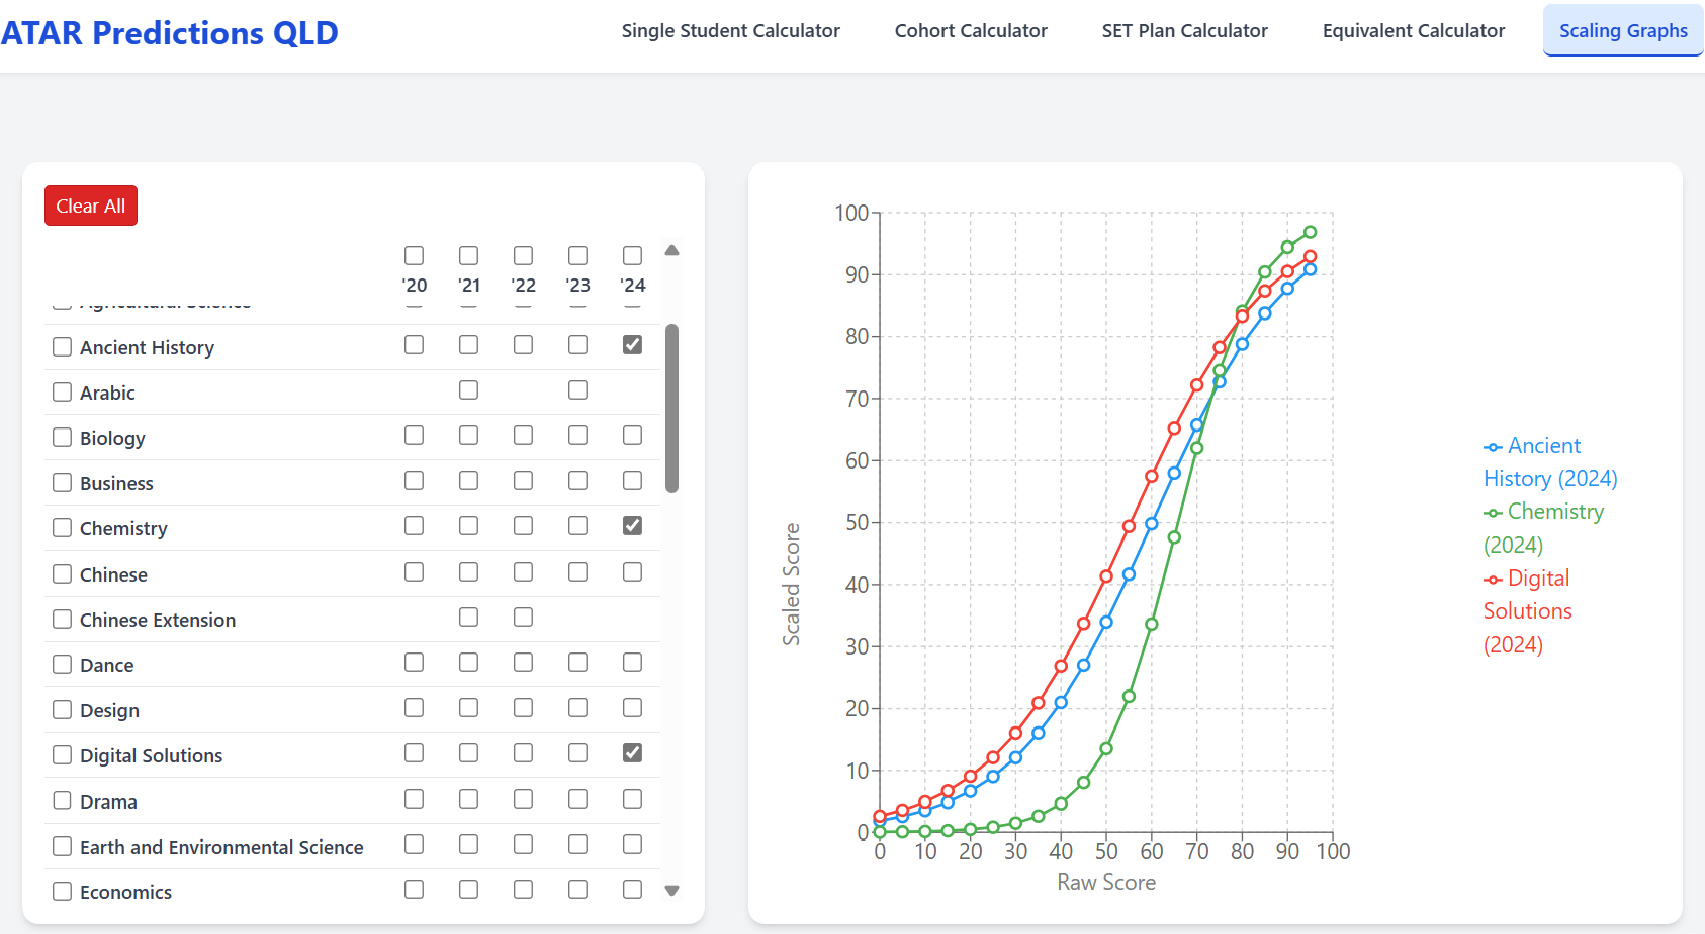 ATAR Predictions QLD
Single Student Calculator
Cohort Calculator
SET Plan Calculator
Equivalent Calculator
Scaling Graphs
Clear All
'20 '21 '22 '23 '24
Agricultural Science
Ancient History
Arabic
Biology
Business
Chemistry
Chinese
Chinese Extension
Dance
Design
Digital Solutions
Drama
Earth and Environmental Science
Economics
100
90
80
70
60
50
40
30
20
10
0
Scaled Score
0 10 20 30 40 50 60 70 80 90 100
Raw Score
Ancient
History (2024)
Chemistry
(2024)
Digital
Solutions
(2024)